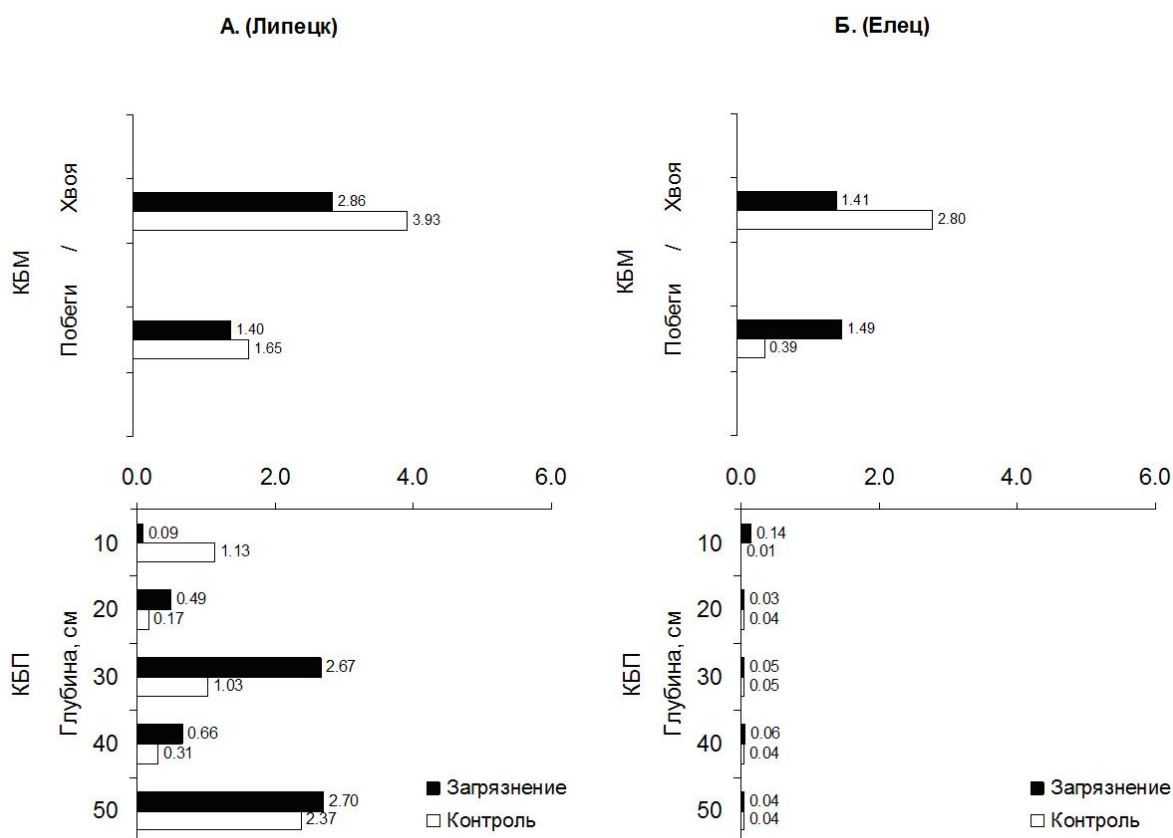 А. (Липецк)
КБМ
Побеги / Хвоя
2.86
3.93
1.40
1.65
0.0 2.0 4.0 6.0
КБП
Глубина, см
10
0.09
1.13
20
0.49
0.17
30
2.67
1.03
40
0.66
0.31
50
2.70
2.37
Загрязнение
Контроль
Б. (Елец)
КБМ
Побеги / Хвоя
1.41
2.80
1.49
0.39
0.0 2.0 4.0 6.0
КБП
Глубина, см
10
0.14
0.01
20
0.03
0.04
30
0.05
0.05
40
0.06
0.04
50
0.04
0.04
Загрязнение
Контроль